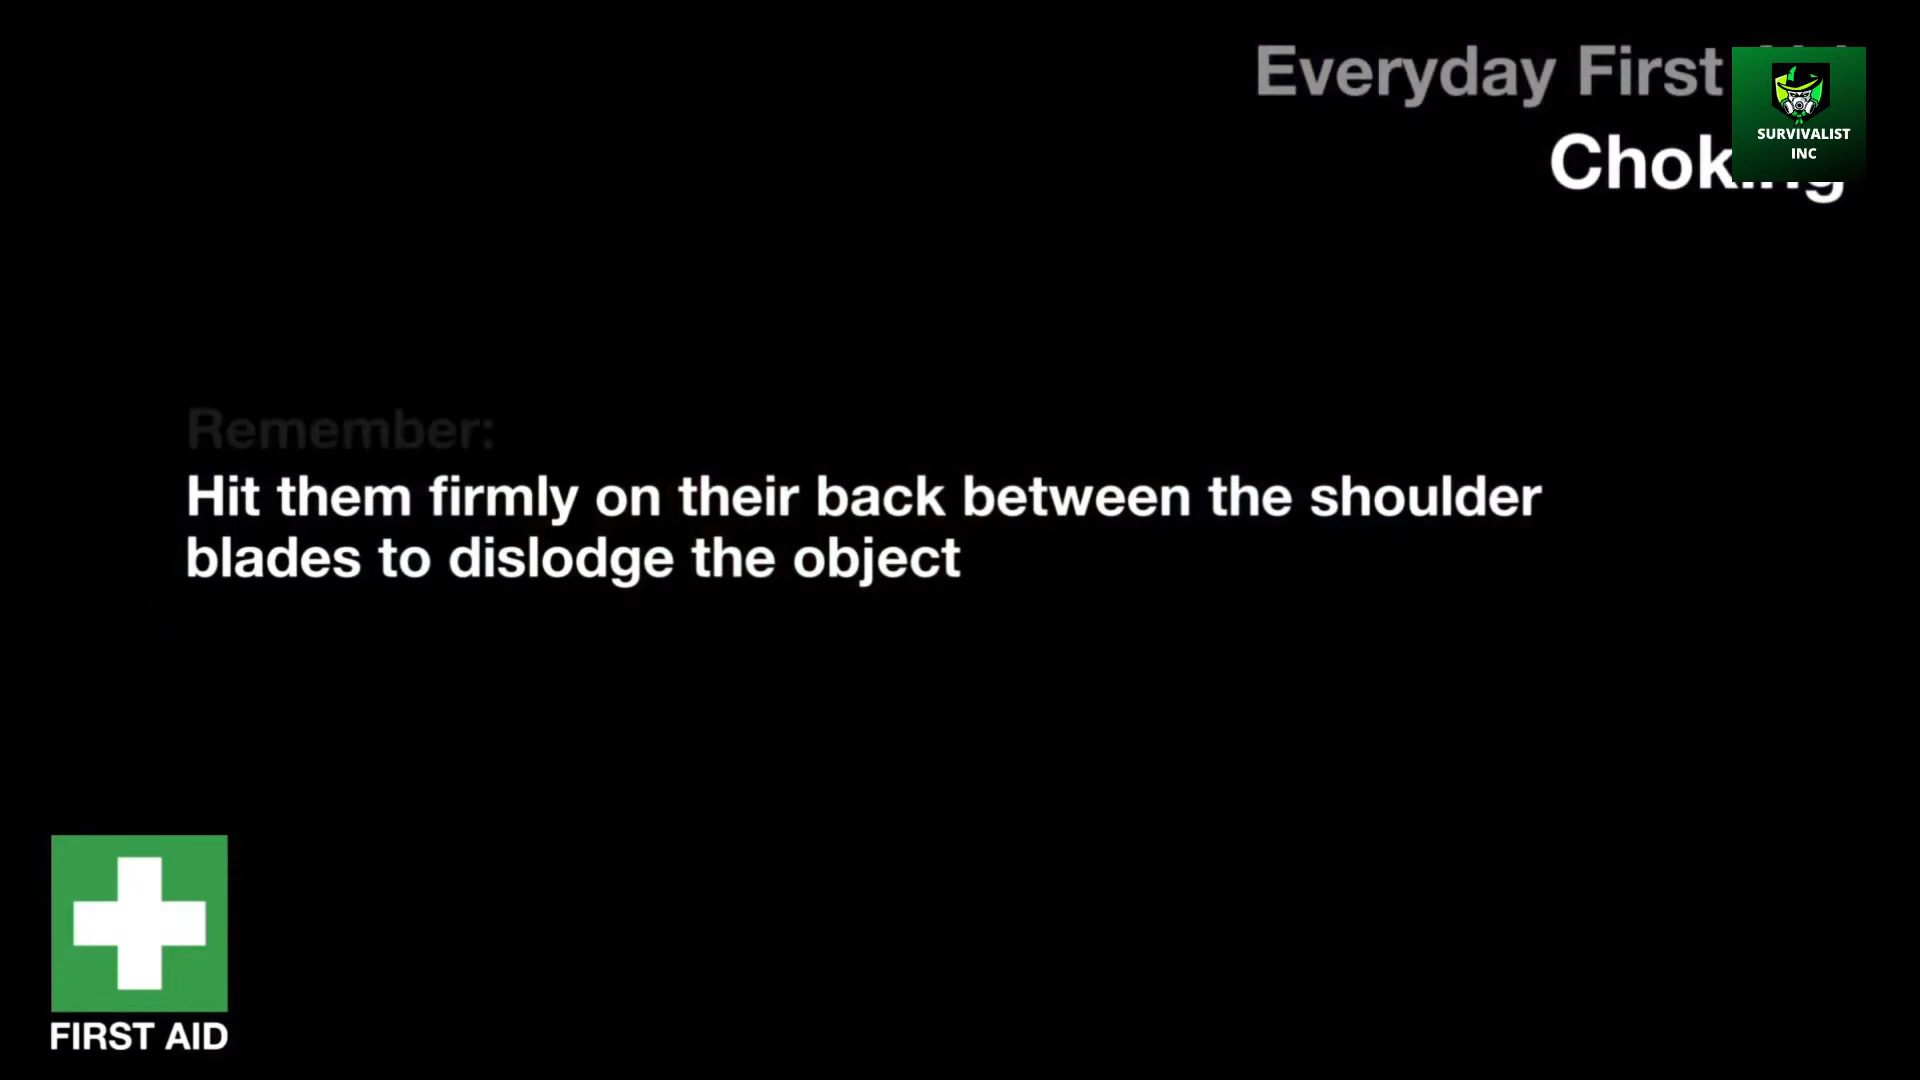 Everyday First
Choking
SURVIVALIST
INC
Remember:
Hit them firmly on their back between the shoulder
blades to dislodge the object
FIRST AID